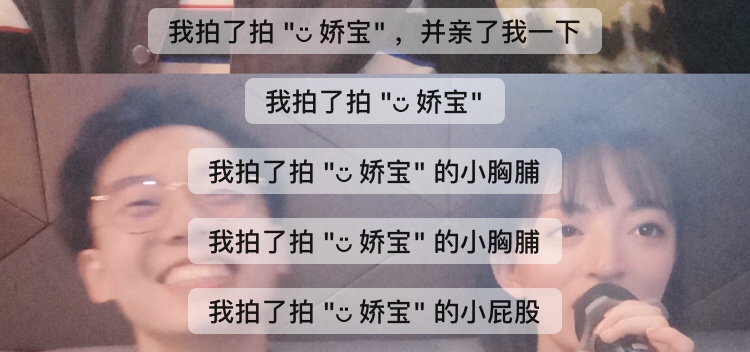 我拍了拍 "ت 娇宝" ，并亲了我一下
我拍了拍 "ت 娇宝"
我拍了拍 "ت 娇宝" 的小胸脯
我拍了拍 "ت 娇宝" 的小胸脯
我拍了拍 "ت 娇宝" 的小屁股